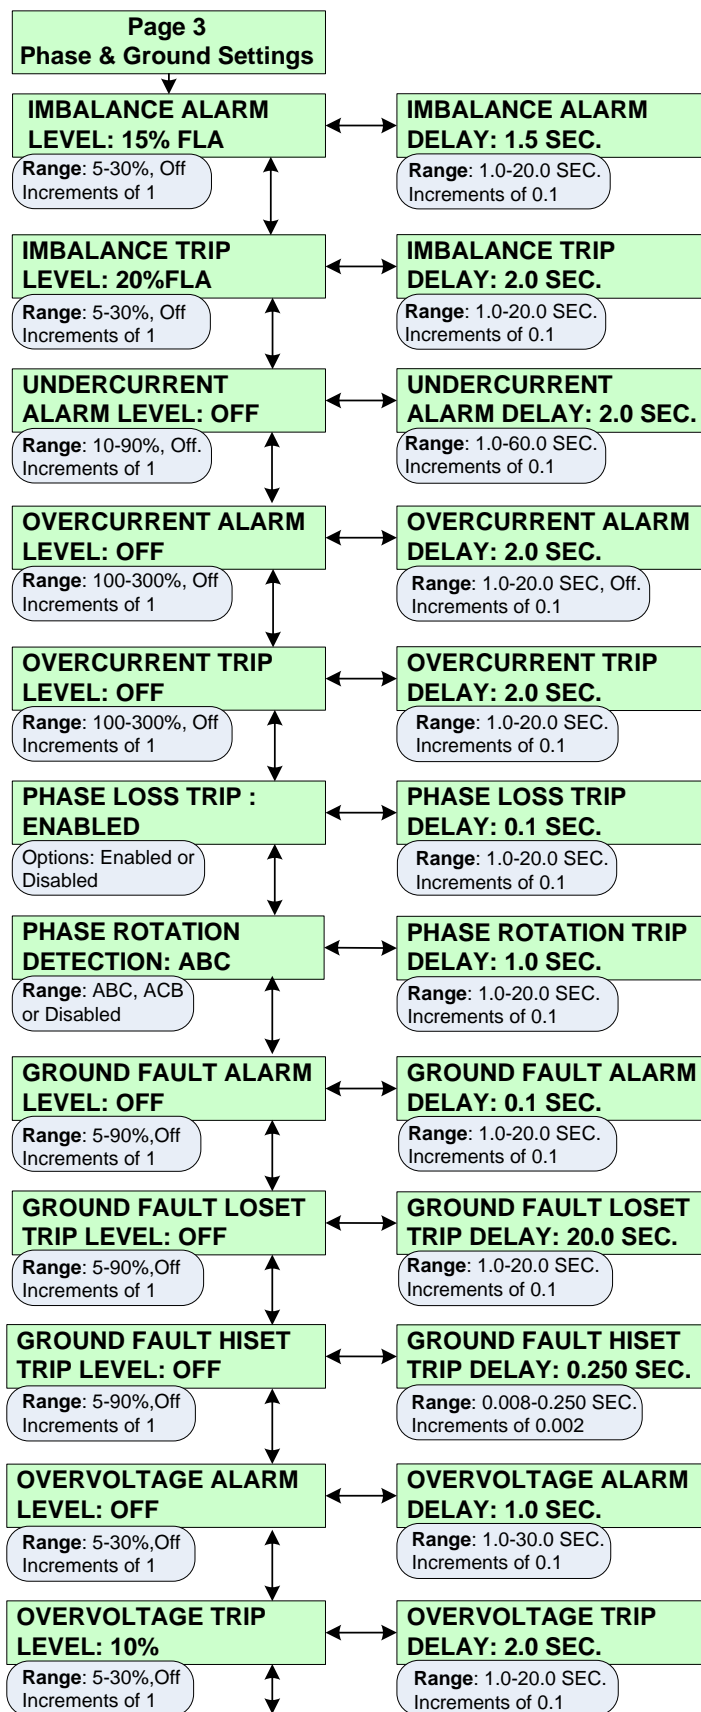 Page 3
Phase & Ground Settings
IMBALANCE ALARM
LEVEL: 15% FLA
Range: 5-30%, Off
Increments of 1
IMBALANCE ALARM
DELAY: 1.5 SEC.
Range: 1.0-20.0 SEC.
Increments of 0.1
IMBALANCE TRIP
LEVEL: 20%FLA
Range: 5-30%, Off
Increments of 1
IMBALANCE TRIP
DELAY: 2.0 SEC.
Range: 1.0-20.0 SEC.
Increments of 0.1
UNDERCURRENT
ALARM LEVEL: OFF
Range: 10-90%, Off.
Increments of 1
UNDERCURRENT
ALARM DELAY: 2.0 SEC.
Range: 1.0-60.0 SEC.
Increments of 0.1
OVERCURRENT ALARM
LEVEL: OFF
Range: 100-300%, Off
Increments of 1
OVERCURRENT ALARM
DELAY: 2.0 SEC.
Range: 1.0-20.0 SEC, Off.
Increments of 0.1
OVERCURRENT TRIP
LEVEL: OFF
Range: 100-300%, Off
Increments of 1
OVERCURRENT TRIP
DELAY: 2.0 SEC.
Range: 1.0-20.0 SEC.
Increments of 0.1
PHASE LOSS TRIP :
ENABLED
Options: Enabled or
Disabled
PHASE LOSS TRIP
DELAY: 0.1 SEC.
Range: 1.0-20.0 SEC.
Increments of 0.1
PHASE ROTATION
DETECTION: ABC
Range: ABC, ACB
or Disabled
PHASE ROTATION TRIP
DELAY: 1.0 SEC.
Range: 1.0-20.0 SEC.
Increments of 0.1
GROUND FAULT ALARM
LEVEL: OFF
Range: 5-90%,Off
Increments of 1
GROUND FAULT ALARM
DELAY: 0.1 SEC.
Range: 1.0-20.0 SEC.
Increments of 0.1
GROUND FAULT LOSET
TRIP LEVEL: OFF
Range: 5-90%,Off
Increments of 1
GROUND FAULT LOSET
TRIP DELAY: 20.0 SEC.
Range: 1.0-20.0 SEC.
Increments of 0.1
GROUND FAULT HISET
TRIP LEVEL: OFF
Range: 5-90%,Off
Increments of 1
GROUND FAULT HISET
TRIP DELAY: 0.250 SEC.
Range: 0.008-0.250 SEC.
Increments of 0.002
OVERVOLTAGE ALARM
LEVEL: OFF
Range: 5-30%,Off
Increments of 1
OVERVOLTAGE ALARM
DELAY: 1.0 SEC.
Range: 1.0-30.0 SEC.
Increments of 0.1
OVERVOLTAGE TRIP
LEVEL: 10%
Range: 5-30%,Off
Increments of 1
OVERVOLTAGE TRIP
DELAY: 2.0 SEC.
Range: 1.0-20.0 SEC.
Increments of 0.1